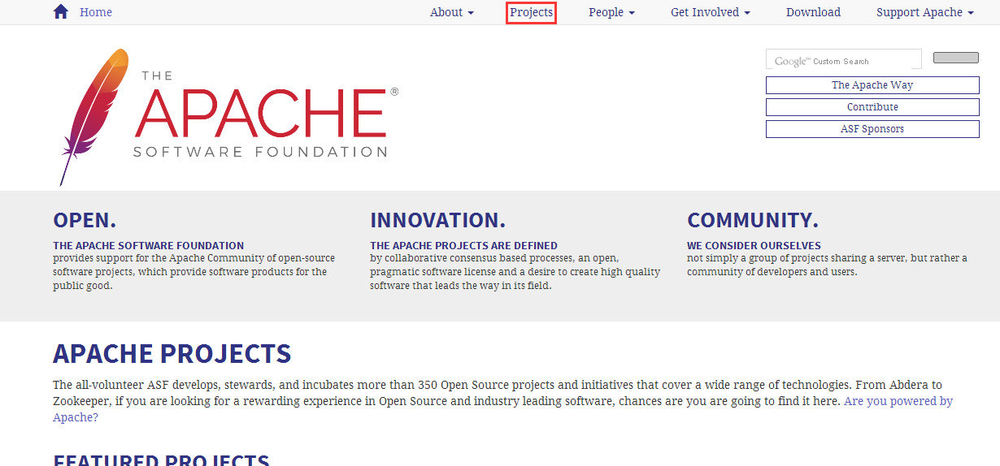 Home
About
Projects
People
Get Involved
Download
Support Apache
THE
APACHE®
SOFTWARE FOUNDATION
Google™ Custom Search
The Apache Way
Contribute
ASF Sponsors
OPEN.
THE APACHE SOFTWARE FOUNDATION
provides support for the Apache Community of open-source
software projects, which provide software products for the
public good.
INNOVATION.
THE APACHE PROJECTS ARE DEFINED
by collaborative consensus based processes, an open,
pragmatic software license and a desire to create high quality
software that leads the way in its field.
COMMUNITY.
WE CONSIDER OURSELVES
not simply a group of projects sharing a server, but rather a
community of developers and users.
APACHE PROJECTS
The all-volunteer ASF develops, stewards, and incubates more than 350 Open Source projects and initiatives that cover a wide range of technologies. From Abdera to
Zookeeper, if you are looking for a rewarding experience in Open Source and industry leading software, chances are you are going to find it here. Are you powered by
Apache?
FEATURED PROJECTS